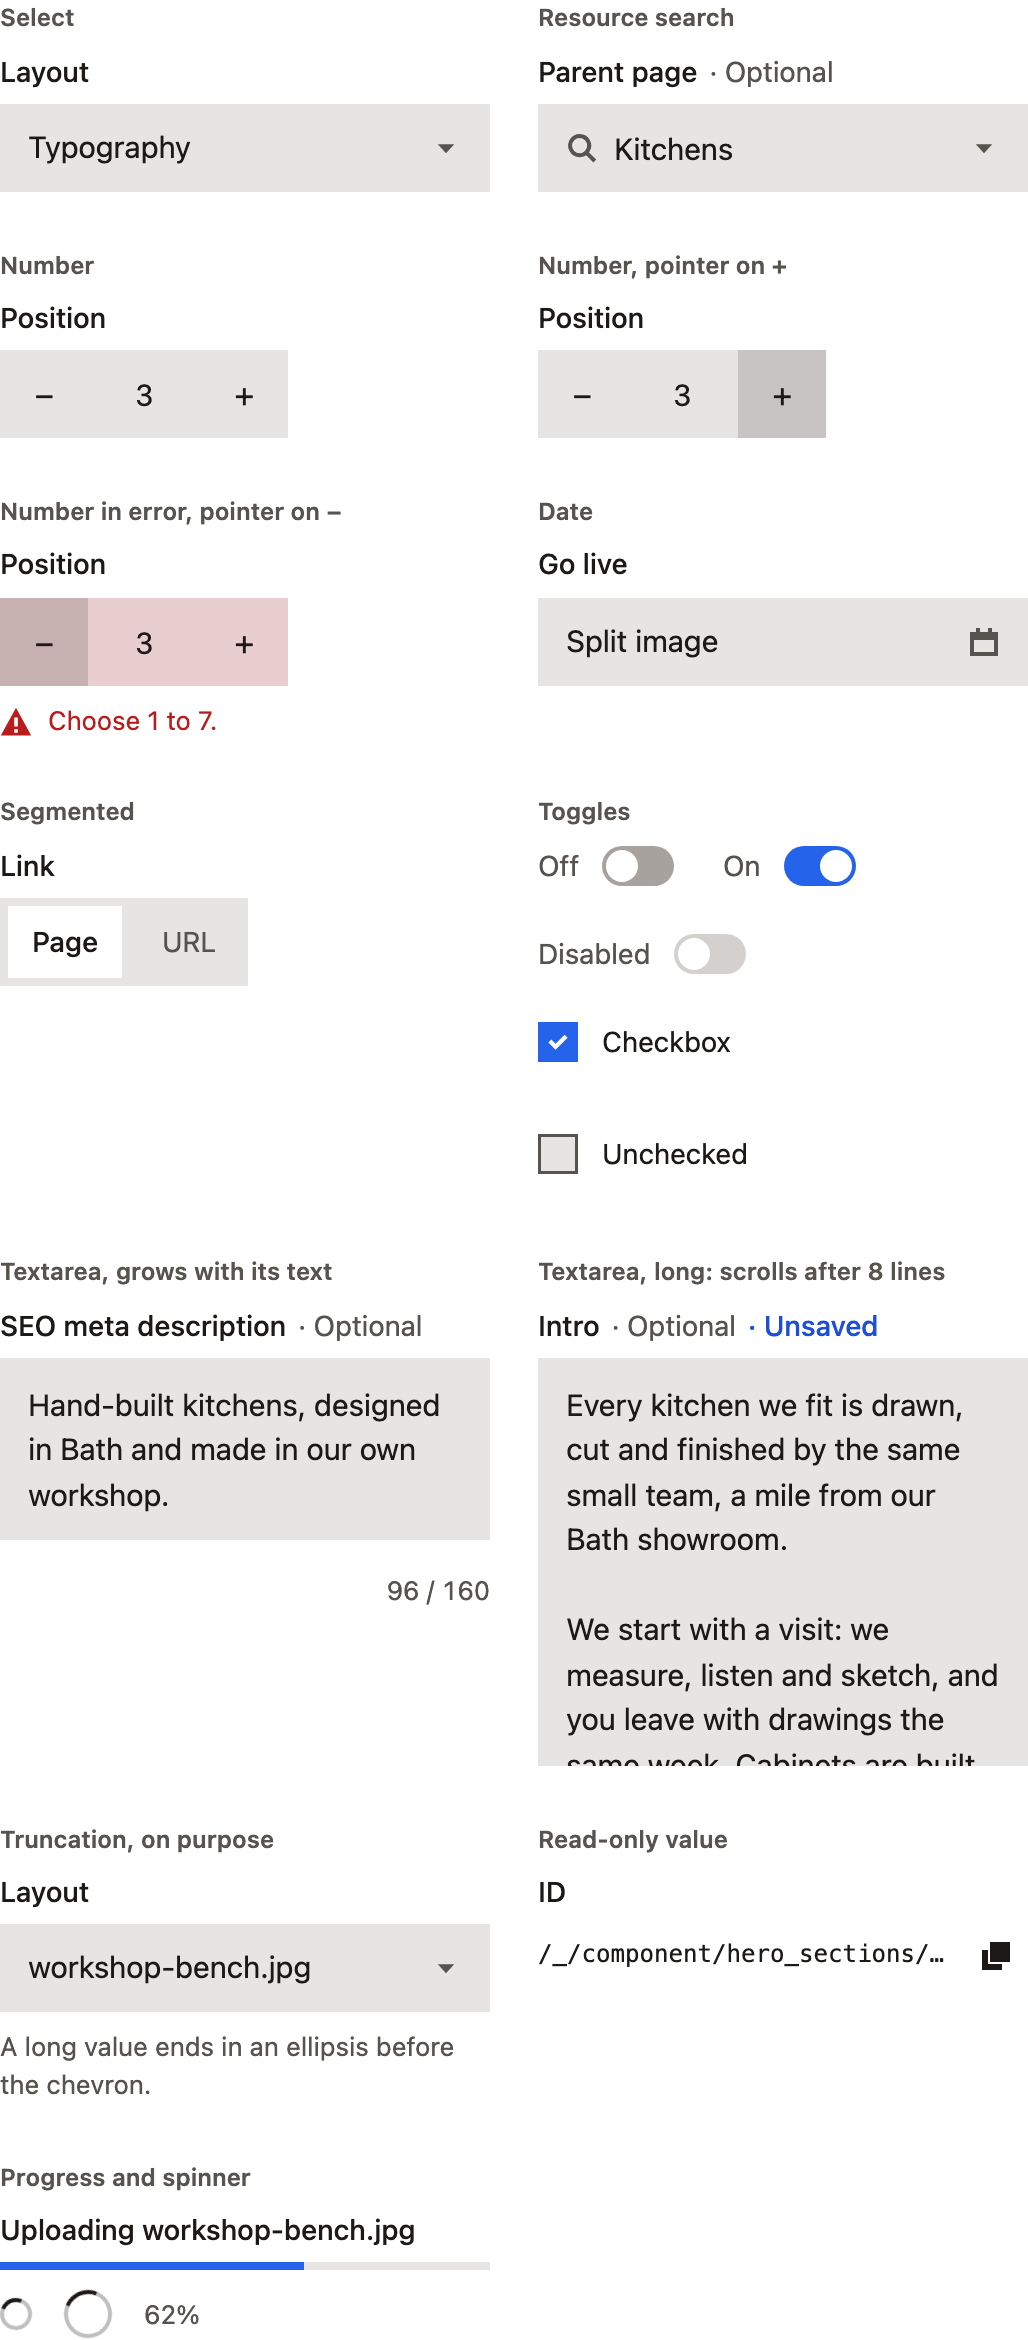 Select
Resource search
Layout
Parent page · Optional
Typography
Kitchens
Number
Number, pointer on +
Position
Position
− 3 +
− 3 +
Number in error, pointer on −
Date
Position
Go live
− 3 +
Split image
Choose 1 to 7.
Segmented
Toggles
Link
Off On
Page URL
Disabled
Checkbox
Unchecked
Textarea, grows with its text
Textarea, long: scrolls after 8 lines
SEO meta description · Optional
Intro · Optional · Unsaved
Hand-built kitchens, designed
in Bath and made in our own
workshop.
96 / 160
Every kitchen we fit is drawn,
cut and finished by the same
small team, a mile from our
Bath showroom.
We start with a visit: we
measure, listen and sketch, and
you leave with drawings the
same week. Cabinets are built
Truncation, on purpose
Read-only value
Layout
ID
workshop-bench.jpg
/_/component/hero_sections/…
A long value ends in an ellipsis before
the chevron.
Progress and spinner
Uploading workshop-bench.jpg
62%